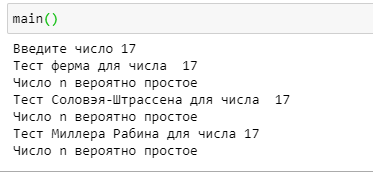 main()
Введите число 17
Тест ферма для числа  17
Число n вероятно простое
Тест Соловэя-Штрассена для числа  17
Число n вероятно простое
Тест Миллера Рабина для числа 17
Число n вероятно простое